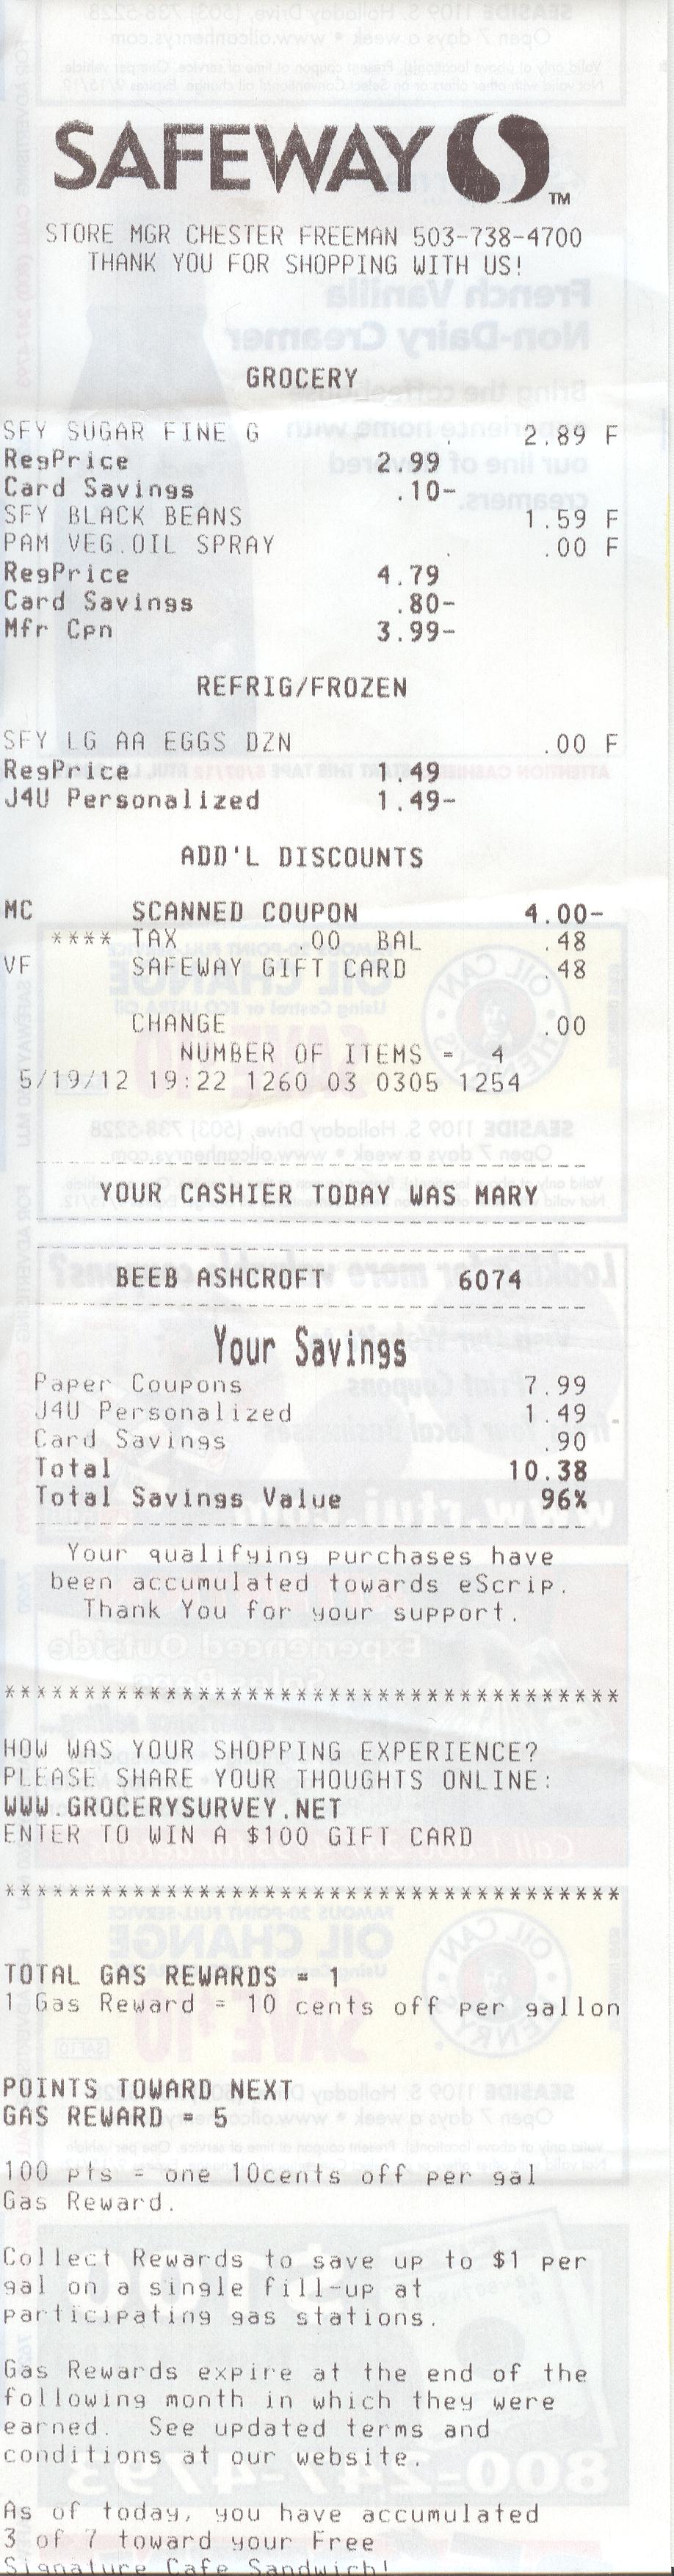 SAFEWAY TM
STORE MGR CHESTER FREEMAN 503-738-4700
THANK YOU FOR SHOPPING WITH US!
GROCERY
SFY SUGAR FINE G 2.89 F
RegPrice 2.99
Card Savings .10-
SFY BLACK BEANS 1.59 F
PAM VEG.OIL SPRAY .00 F
RegPrice 4.79
Card Savings .80-
Mfr Cpn 3.99-
REFRIG/FROZEN
SFY LG AA EGGS DZN .00 F
RegPrice 1.49
J4U Personalized 1.49-
ADD'L DISCOUNTS
MC SCANNED COUPON 4.00-
**** TAX .00 BAL .48
VF SAFEWAY GIFT CARD .48
CHANGE .00
NUMBER OF ITEMS = 4
5/19/12 19:22 1260 03 0305 1254
YOUR CASHIER TODAY WAS MARY
BEEB ASHCROFT 6074
Your Savings
Paper Coupons 7.99
J4U Personalized 1.49
Card Savings .90
Total 10.38
Total Savings Value 96%
Your qualifying purchases have
been accumulated towards eScrip.
Thank You for your support.
**************************************
HOW WAS YOUR SHOPPING EXPERIENCE?
PLEASE SHARE YOUR THOUGHTS ONLINE:
WWW.GROCERYSURVEY.NET
ENTER TO WIN A $100 GIFT CARD
**************************************
TOTAL GAS REWARDS = 1
1 Gas Reward = 10 cents off per gallon
POINTS TOWARD NEXT
GAS REWARD = 5
100 pts = one 10cents off per gal
Gas Reward.
Collect Rewards to save up to $1 per
gal on a single fill-up at
participating gas stations.
Gas Rewards expire at the end of the
following month in which they were
earned. See updated terms and
conditions at our website.
As of today, you have accumulated
3 of 7 toward your Free
Signature Cafe Sandwich!